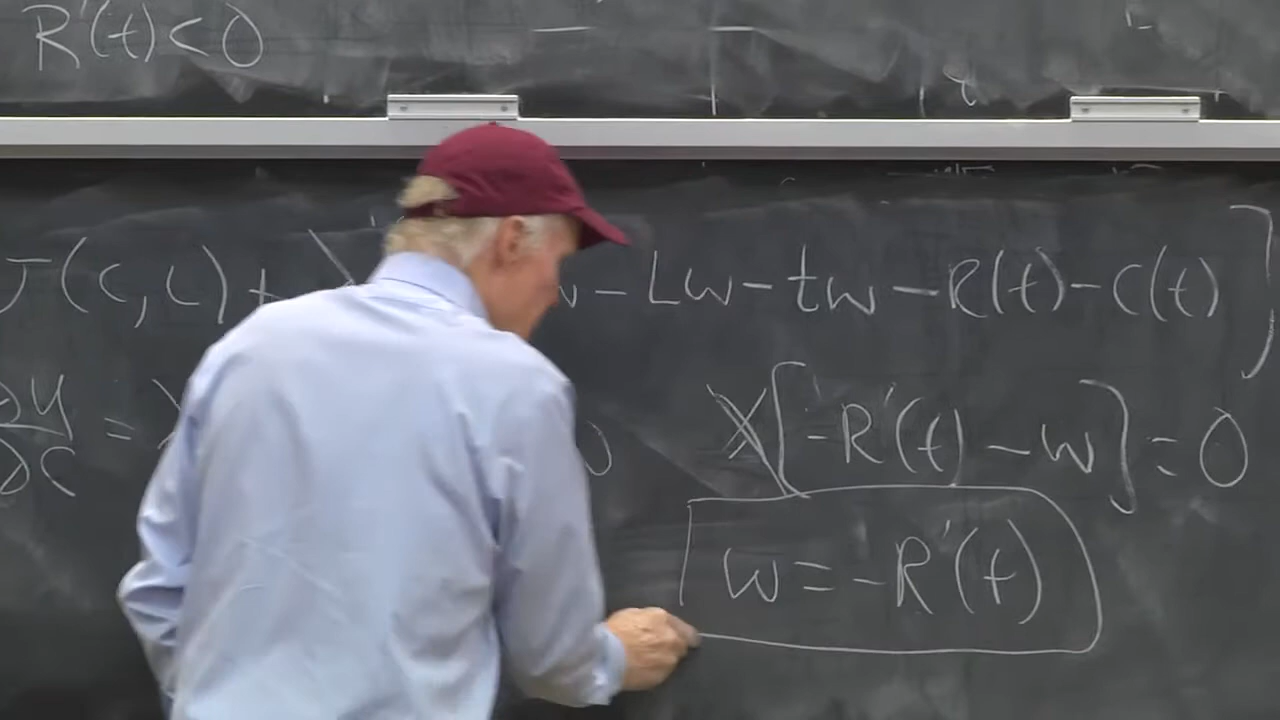 R'(t) < 0
J(C, L) + λ w - Lw - tw - R(t) - C(t) ]
∂U/∂C = λ 0 λ[ -R'(t) - w ] = 0
w = -R'(t)